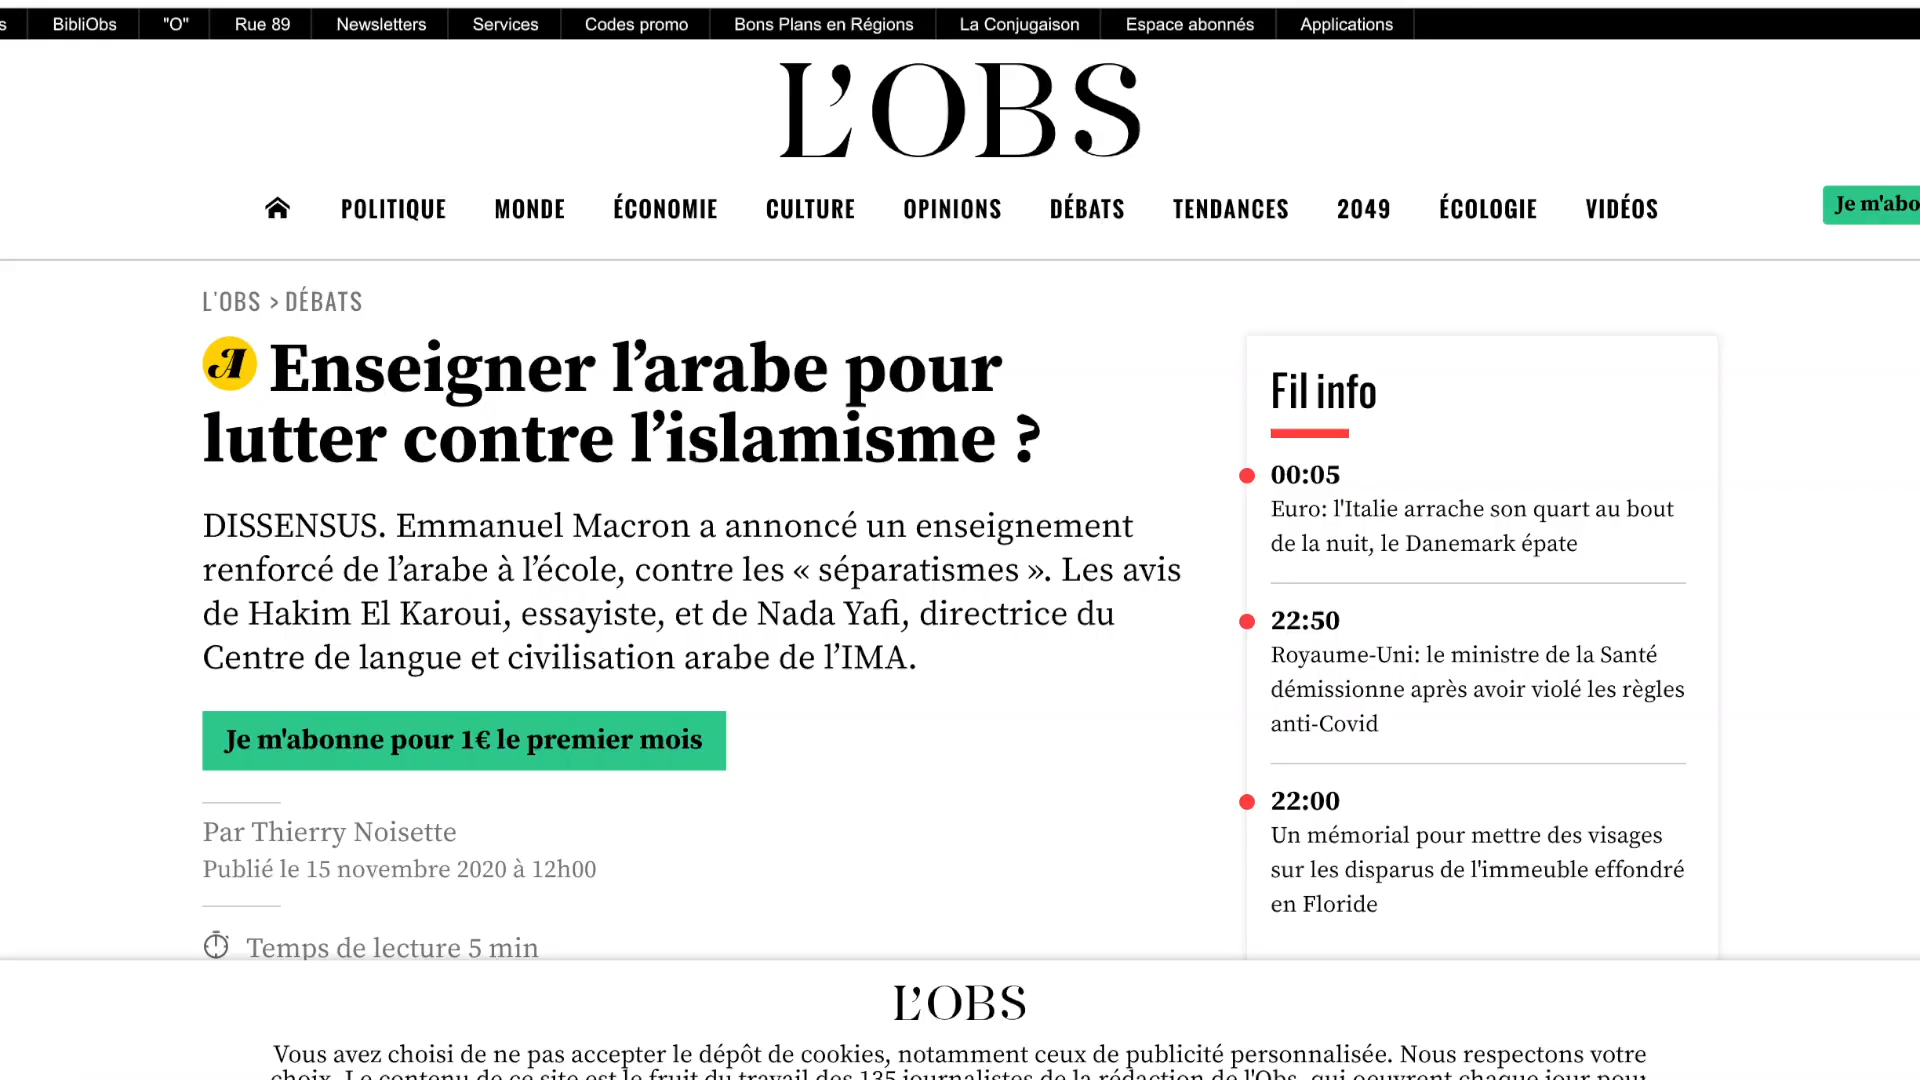 s
BibliObs
"O"
Rue 89
Newsletters
Services
Codes promo
Bons Plans en Régions
La Conjugaison
Espace abonnés
Applications
L'OBS
POLITIQUE
MONDE
ÉCONOMIE
CULTURE
OPINIONS
DÉBATS
TENDANCES
2049
ÉCOLOGIE
VIDÉOS
Je m'abo
L'OBS > DÉBATS
A Enseigner l’arabe pour
lutter contre l’islamisme ?
DISSENSUS. Emmanuel Macron a annoncé un enseignement
renforcé de l’arabe à l’école, contre les « séparatismes ». Les avis
de Hakim El Karoui, essayiste, et de Nada Yafi, directrice du
Centre de langue et civilisation arabe de l’IMA.
Je m'abonne pour 1€ le premier mois
Par Thierry Noisette
Publié le 15 novembre 2020 à 12h00
Temps de lecture 5 min
Fil info
00:05
Euro: l'Italie arrache son quart au bout
de la nuit, le Danemark épate
22:50
Royaume-Uni: le ministre de la Santé
démissionne après avoir violé les règles
anti-Covid
22:00
Un mémorial pour mettre des visages
sur les disparus de l'immeuble effondré
en Floride
L'OBS
Vous avez choisi de ne pas accepter le dépôt de cookies, notamment ceux de publicité personnalisée. Nous respectons votre
choix. Le contenu de ce site est le fruit du travail des 135 journalistes de la rédaction de l'Obs, qui oeuvrent chaque jour pour